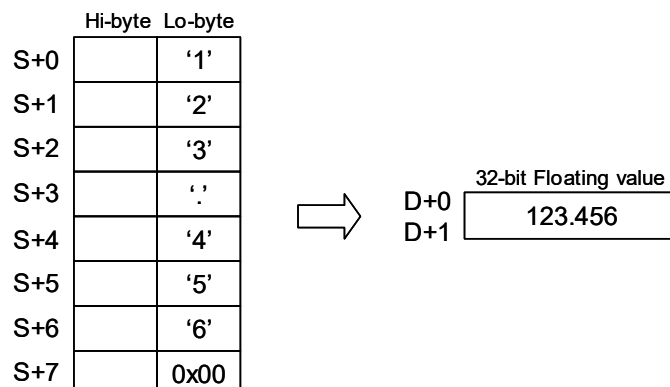 Hi-byte Lo-byte
S+0 ‘1’
S+1 ‘2’
S+2 ‘3’
S+3 ‘.’
S+4 ‘4’
S+5 ‘5’
S+6 ‘6’
S+7 0x00
32-bit Floating value
D+0
D+1
123.456